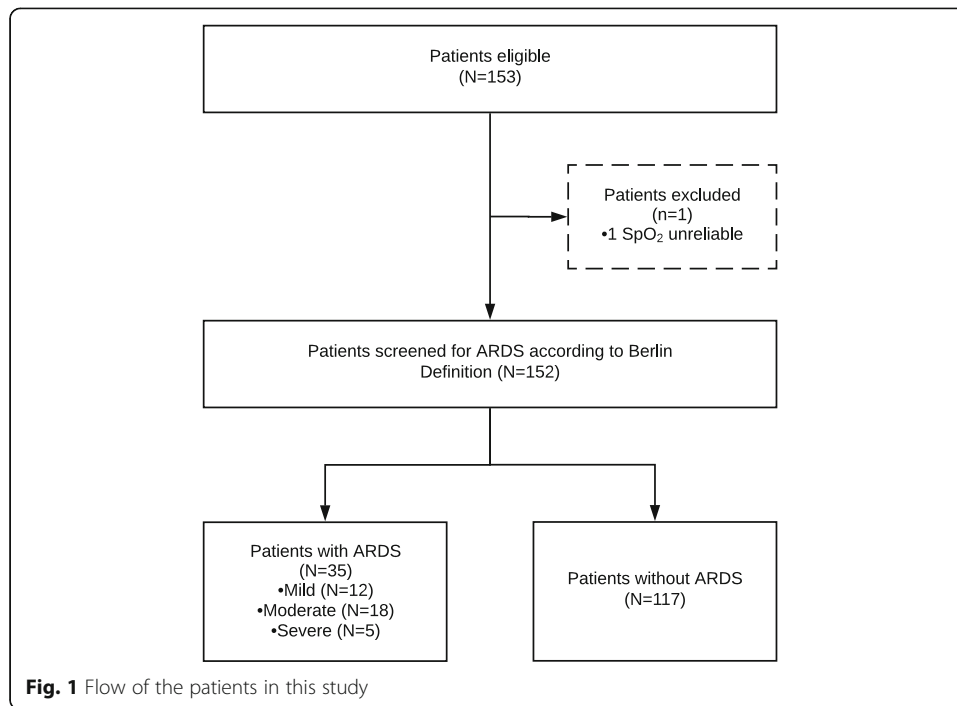 Patients eligible
(N=153)
Patients excluded
(n=1)
•1 SpO₂ unreliable
Patients screened for ARDS according to Berlin
Definition (N=152)
Patients with ARDS
(N=35)
•Mild (N=12)
•Moderate (N=18)
•Severe (N=5)
Patients without ARDS
(N=117)
Fig. 1 Flow of the patients in this study